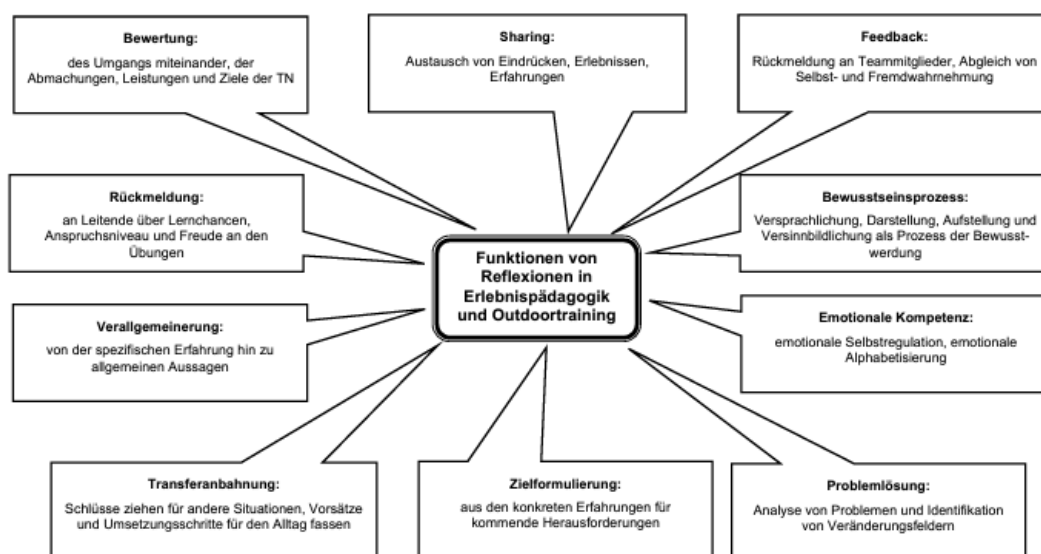 Bewertung:
des Umgangs miteinander, der
Abmachungen, Leistungen und Ziele der TN
Sharing:
Austausch von Eindrücken, Erlebnissen,
Erfahrungen
Feedback:
Rückmeldung an Teammitglieder, Abgleich von
Selbst- und Fremdwahrnehmung
Rückmeldung:
an Leitende über Lernchancen,
Anspruchsniveau und Freude an den
Übungen
Funktionen von
Reflexionen in
Erlebnispädagogik
und Outdoortraining
Bewusstseinsprozess:
Versprachlichung, Darstellung, Aufstellung und
Versinnbildlichung als Prozess der Bewusst-
werdung
Verallgemeinerung:
von der spezifischen Erfahrung hin zu
allgemeinen Aussagen
Emotionale Kompetenz:
emotionale Selbstregulation, emotionale
Alphabetisierung
Transferanbahnung:
Schlüsse ziehen für andere Situationen, Vorsätze
und Umsetzungsschritte für den Alltag fassen
Zielformulierung:
aus den konkreten Erfahrungen für
kommende Herausforderungen
Problemlösung:
Analyse von Problemen und Identifikation
von Veränderungsfeldern